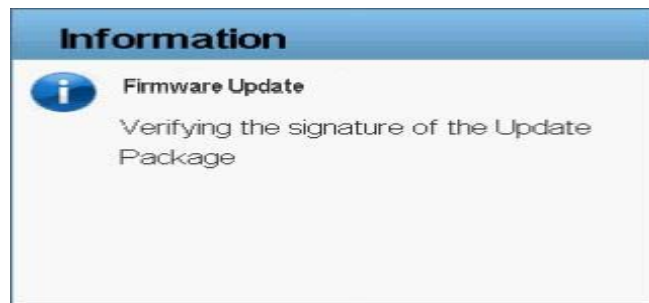 Information
Firmware Update
Verifying the signature of the Update
Package